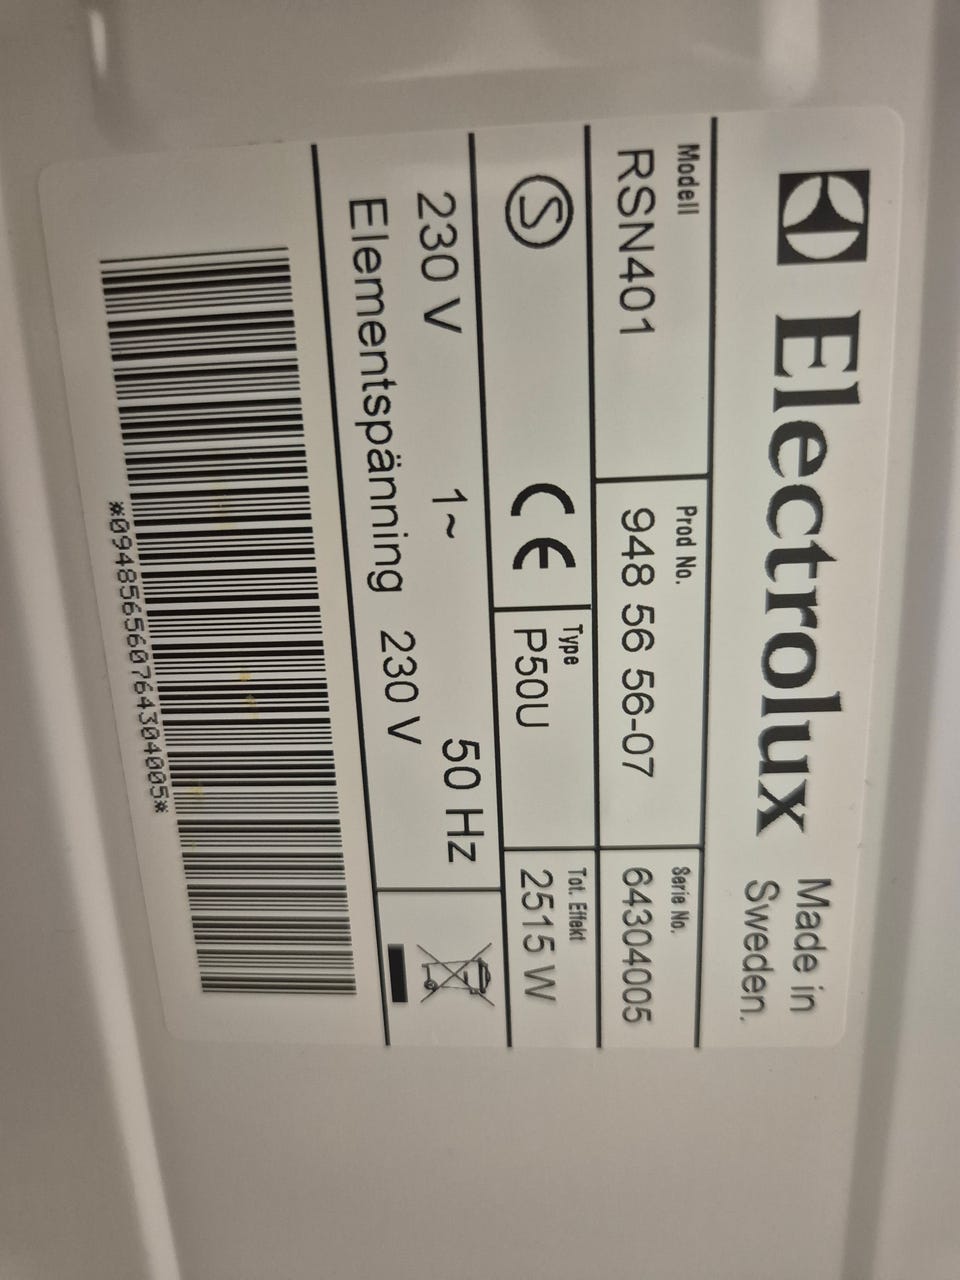 Electrolux
Made in
Sweden.
Modell
RSN401
Prod No.
948 56 56-07
Serie No.
64304005
S
CE
Type
P50U
Tot. Effekt
2515 W
230 V 1~ 50 Hz
Elementspänning 230 V
*094856560764304005*